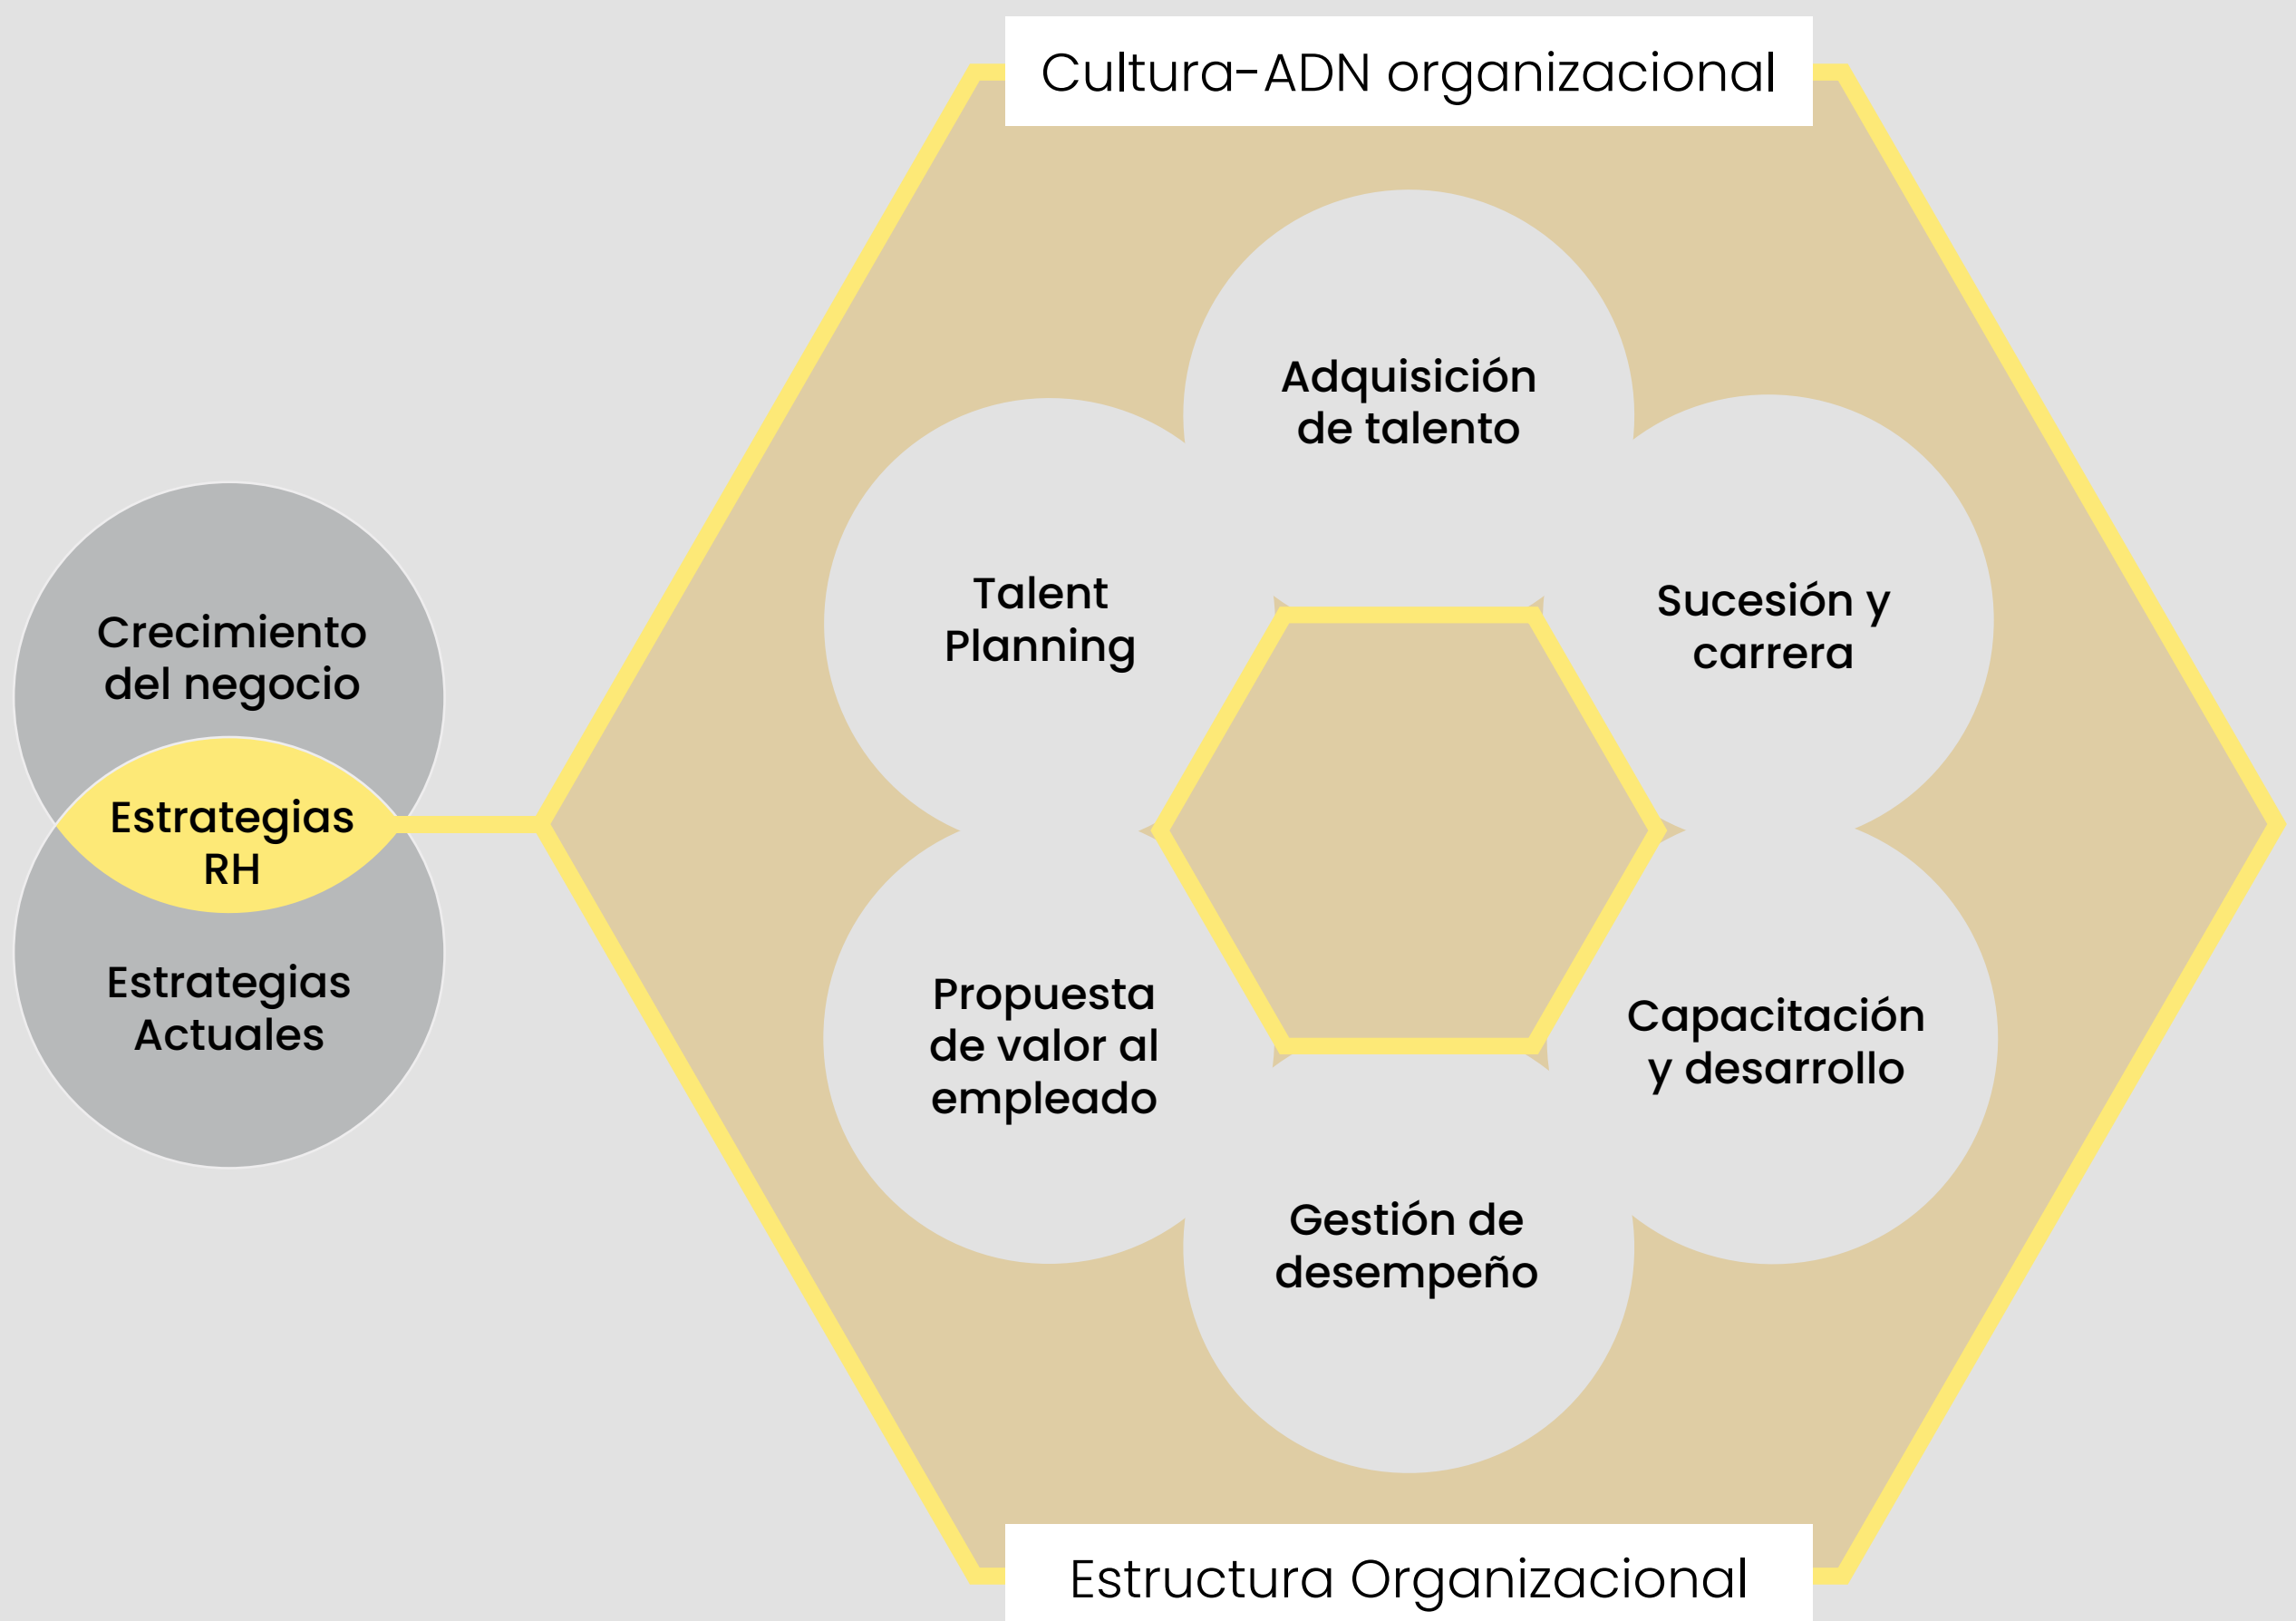 Cultura-ADN organizacional
Adquisición
de talento
Talent
Planning
Sucesión y
carrera
Crecimiento
del negocio
Estrategias
RH
Estrategias
Actuales
Propuesta
de valor al
empleado
Capacitación
y desarrollo
Gestión de
desempeño
Estructura Organizacional